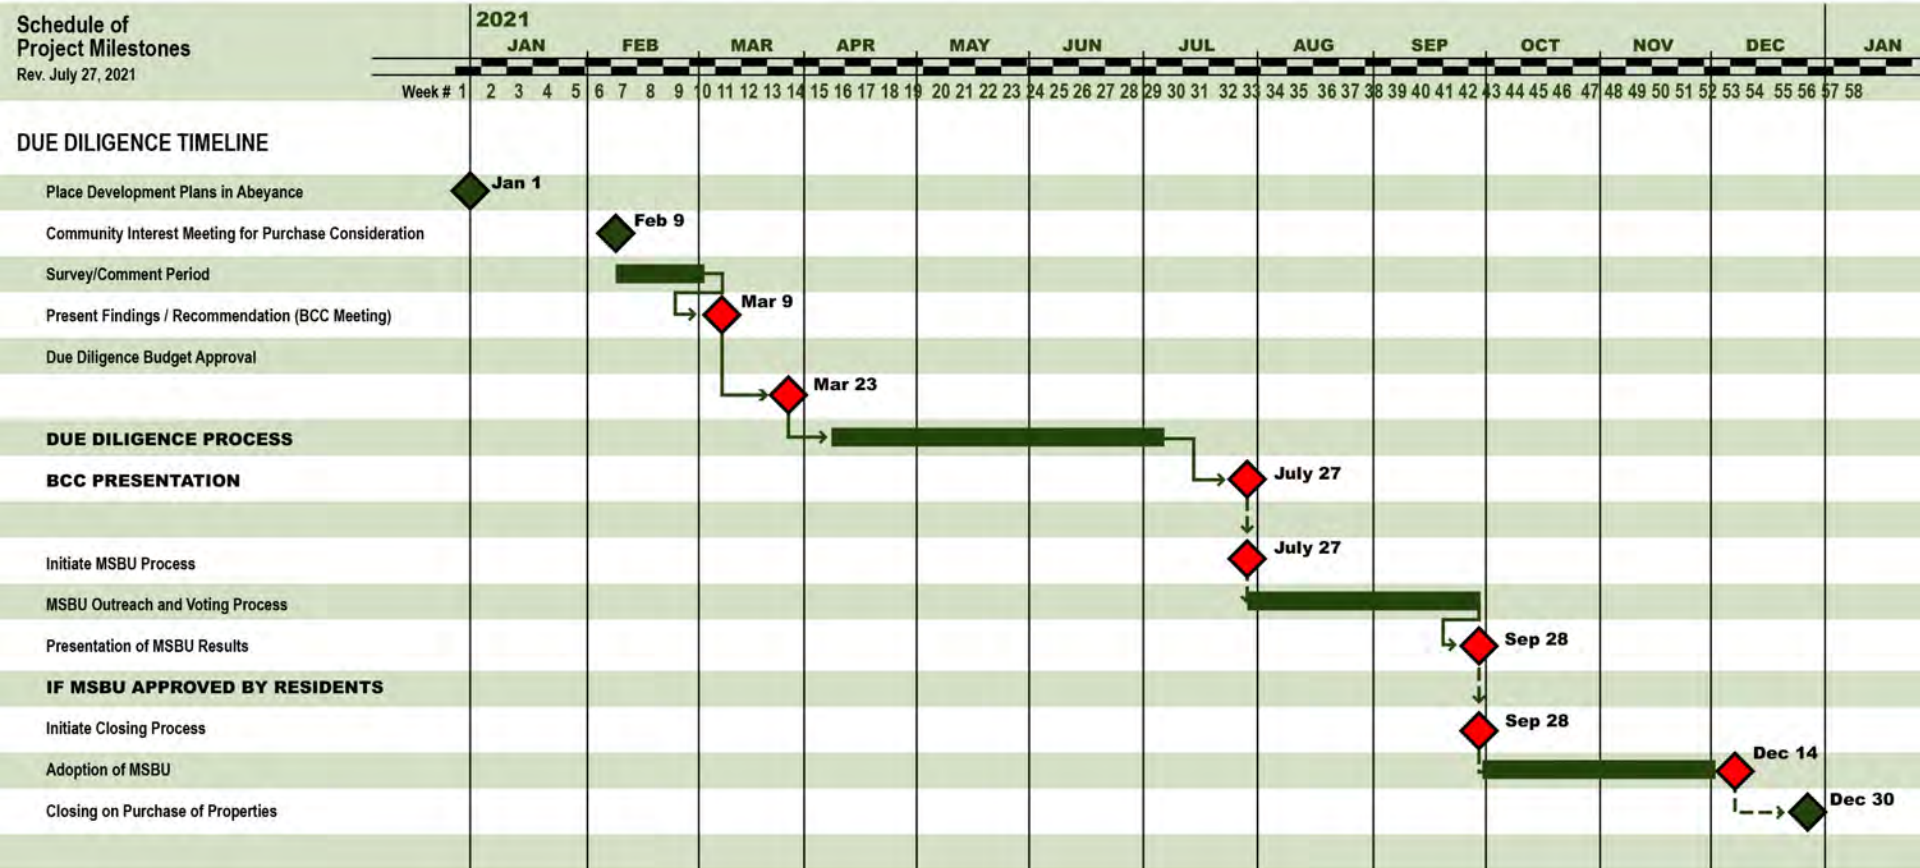 Schedule of
Project Milestones
Rev. July 27, 2021
2021
JAN FEB MAR APR MAY JUN JUL AUG SEP OCT NOV DEC JAN
Week # 1 2 3 4 5 6 7 8 9 10 11 12 13 14 15 16 17 18 19 20 21 22 23 24 25 26 27 28 29 30 31 32 33 34 35 36 37 38 39 40 41 42 43 44 45 46 47 48 49 50 51 52 53 54 55 56 57 58
DUE DILIGENCE TIMELINE
Place Development Plans in Abeyance Jan 1
Community Interest Meeting for Purchase Consideration Feb 9
Survey/Comment Period
Present Findings / Recommendation (BCC Meeting) Mar 9
Due Diligence Budget Approval
Mar 23
DUE DILIGENCE PROCESS
BCC PRESENTATION July 27
Initiate MSBU Process July 27
MSBU Outreach and Voting Process
Presentation of MSBU Results Sep 28
IF MSBU APPROVED BY RESIDENTS
Initiate Closing Process Sep 28
Adoption of MSBU Dec 14
Closing on Purchase of Properties Dec 30